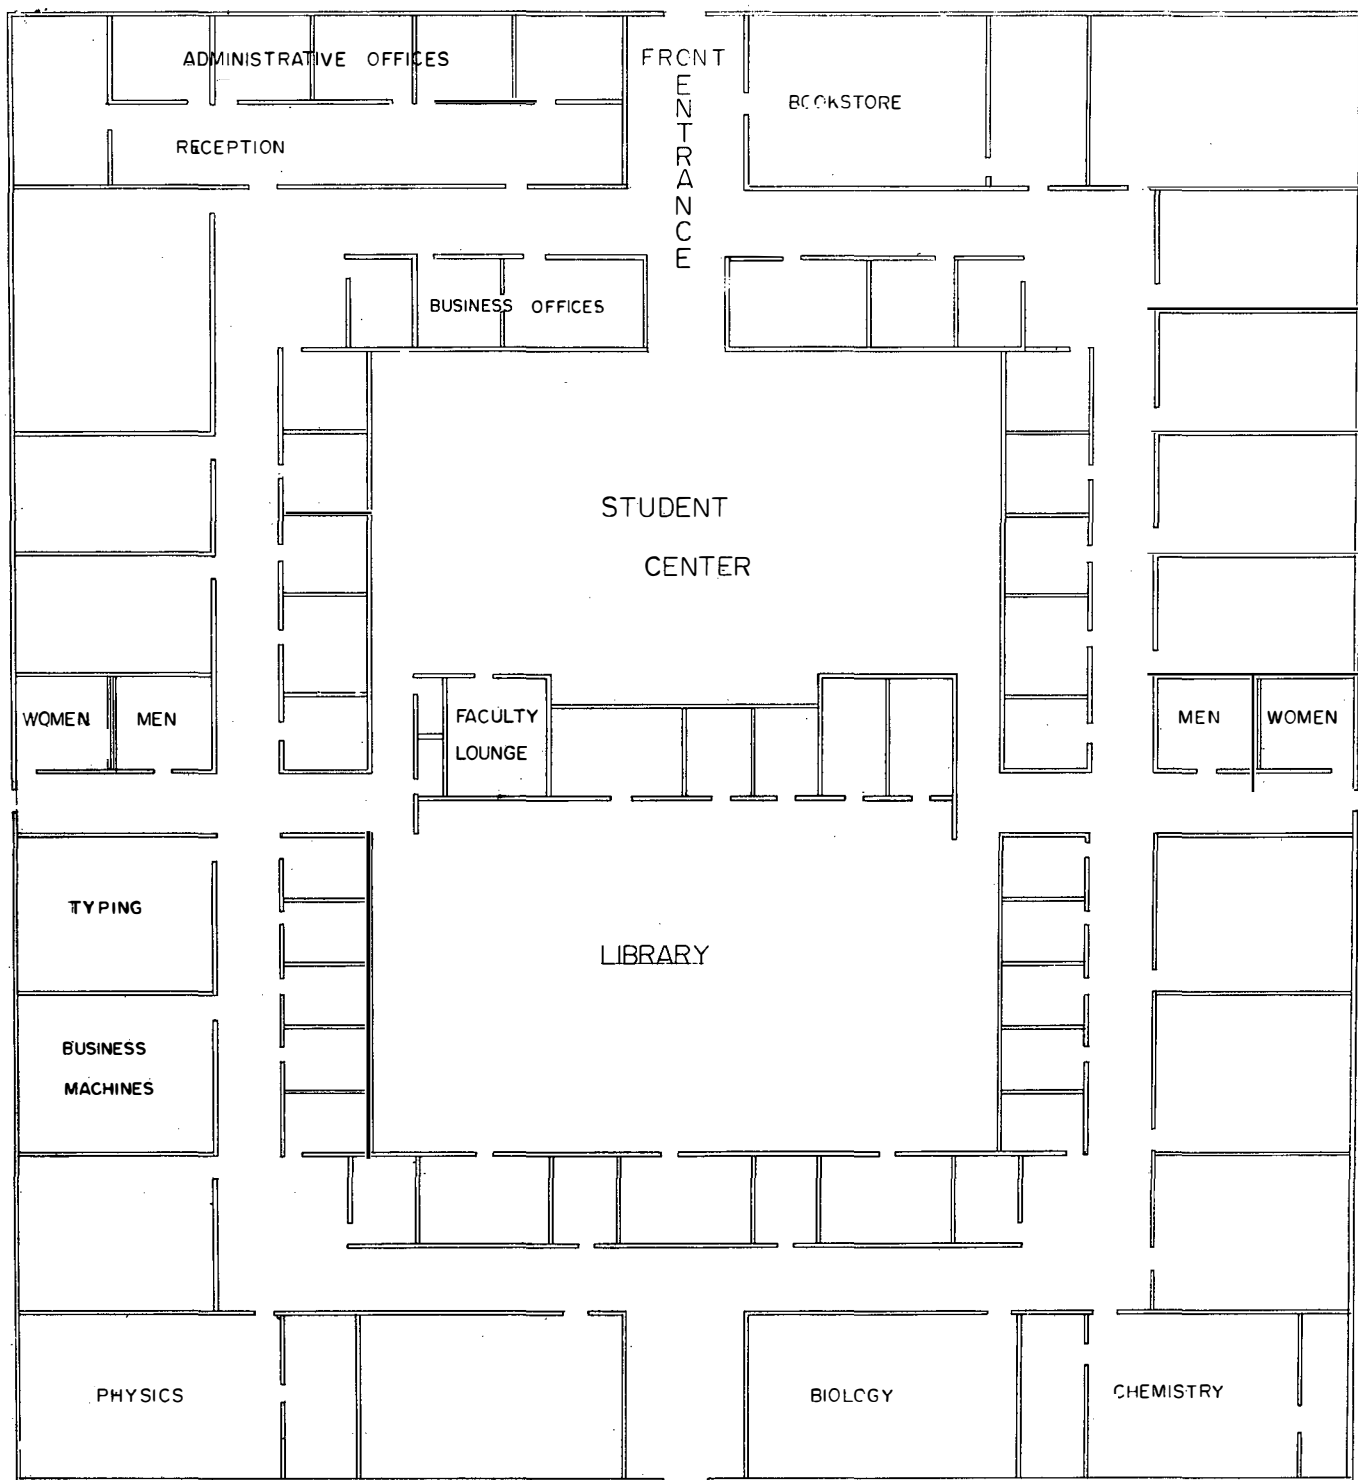 ADMINISTRATIVE OFFICES
FRONT
ENTRANCE
BOOKSTORE
RECEPTION
BUSINESS OFFICES
STUDENT
CENTER
WOMEN
MEN
FACULTY
LOUNGE
MEN
WOMEN
TYPING
LIBRARY
BUSINESS
MACHINES
PHYSICS
BIOLOGY
CHEMISTRY